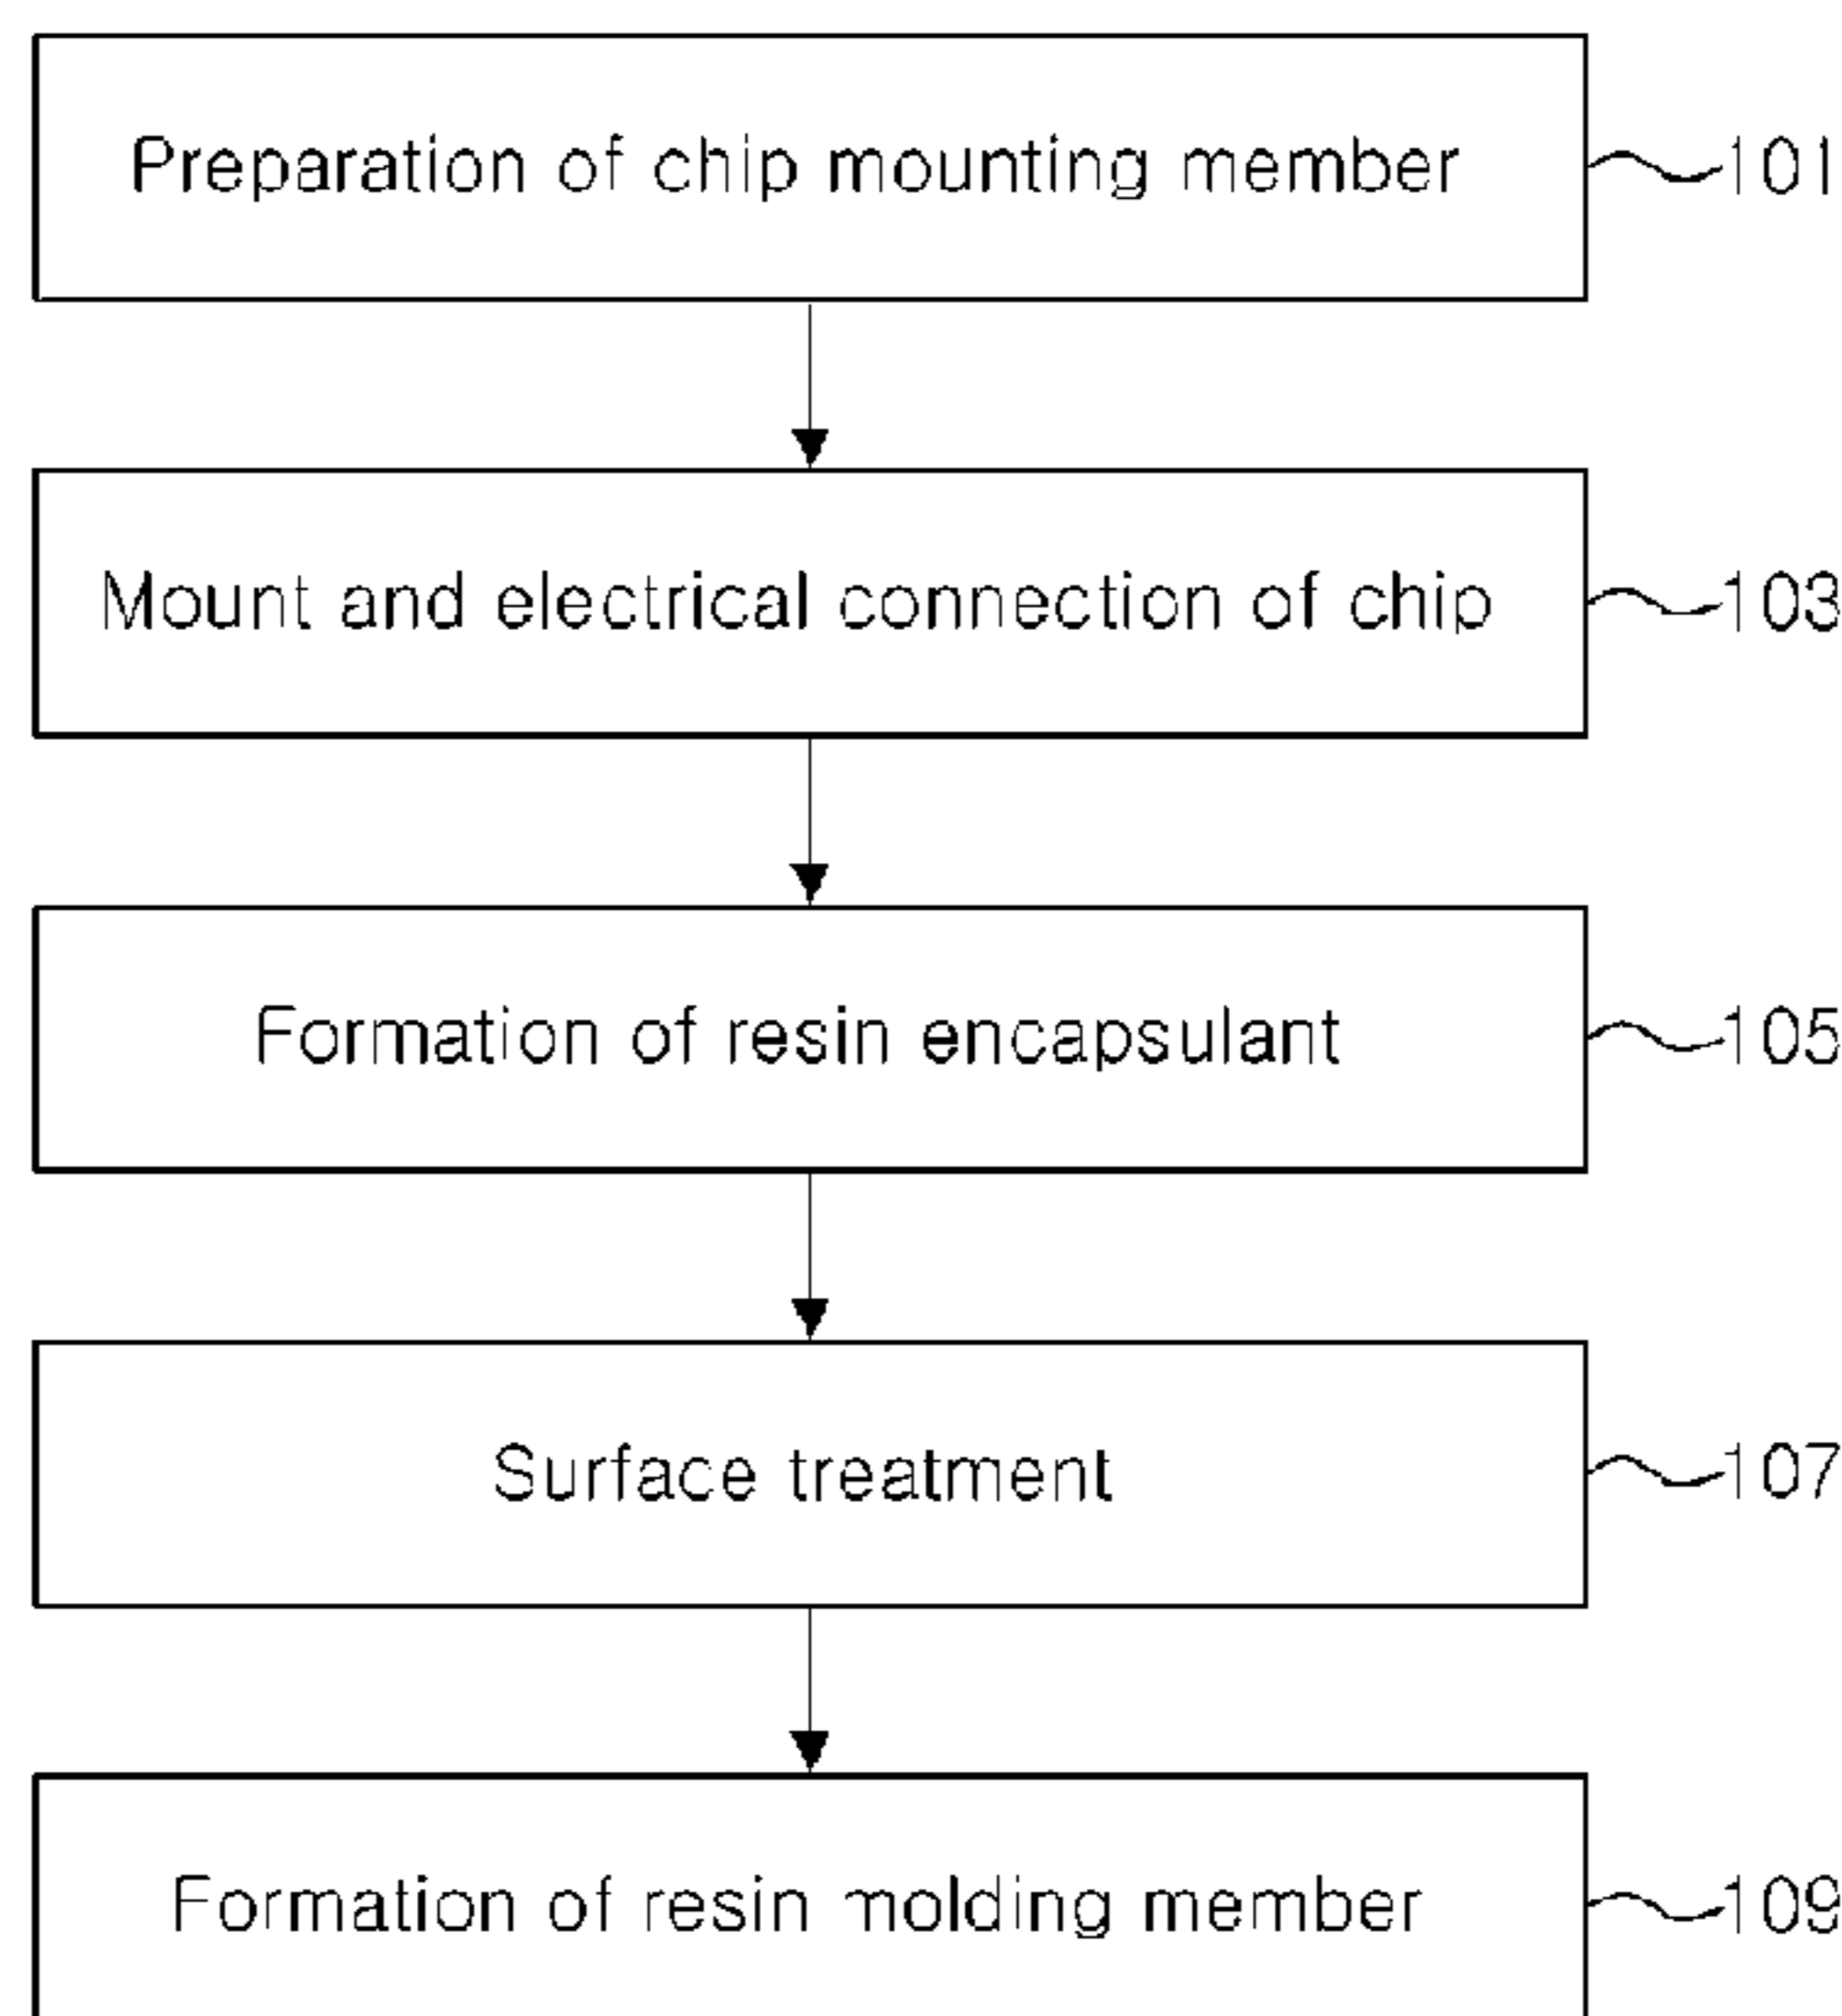 Preparation of chip mounting member 101
Mount and electrical connection of chip 103
Formation of resin encapsulant 105
Surface treatment 107
Formation of resin molding member 109